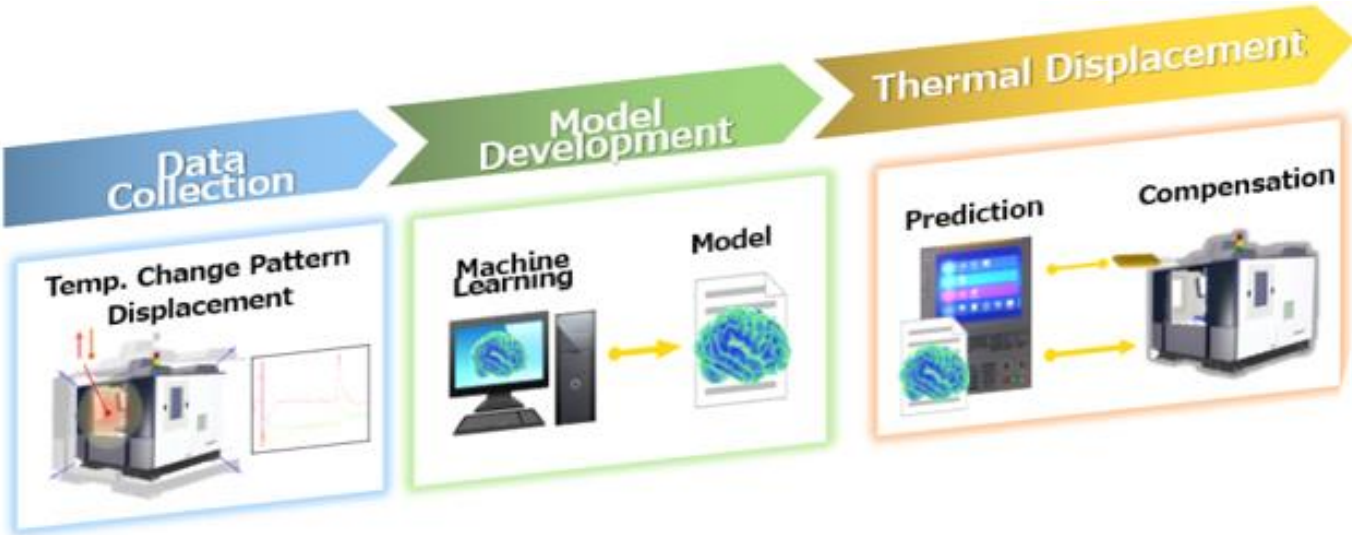 Data
Collection
Model
Development
Thermal Displacement
Temp. Change Pattern
Displacement
Machine
Learning
Model
Prediction
Compensation